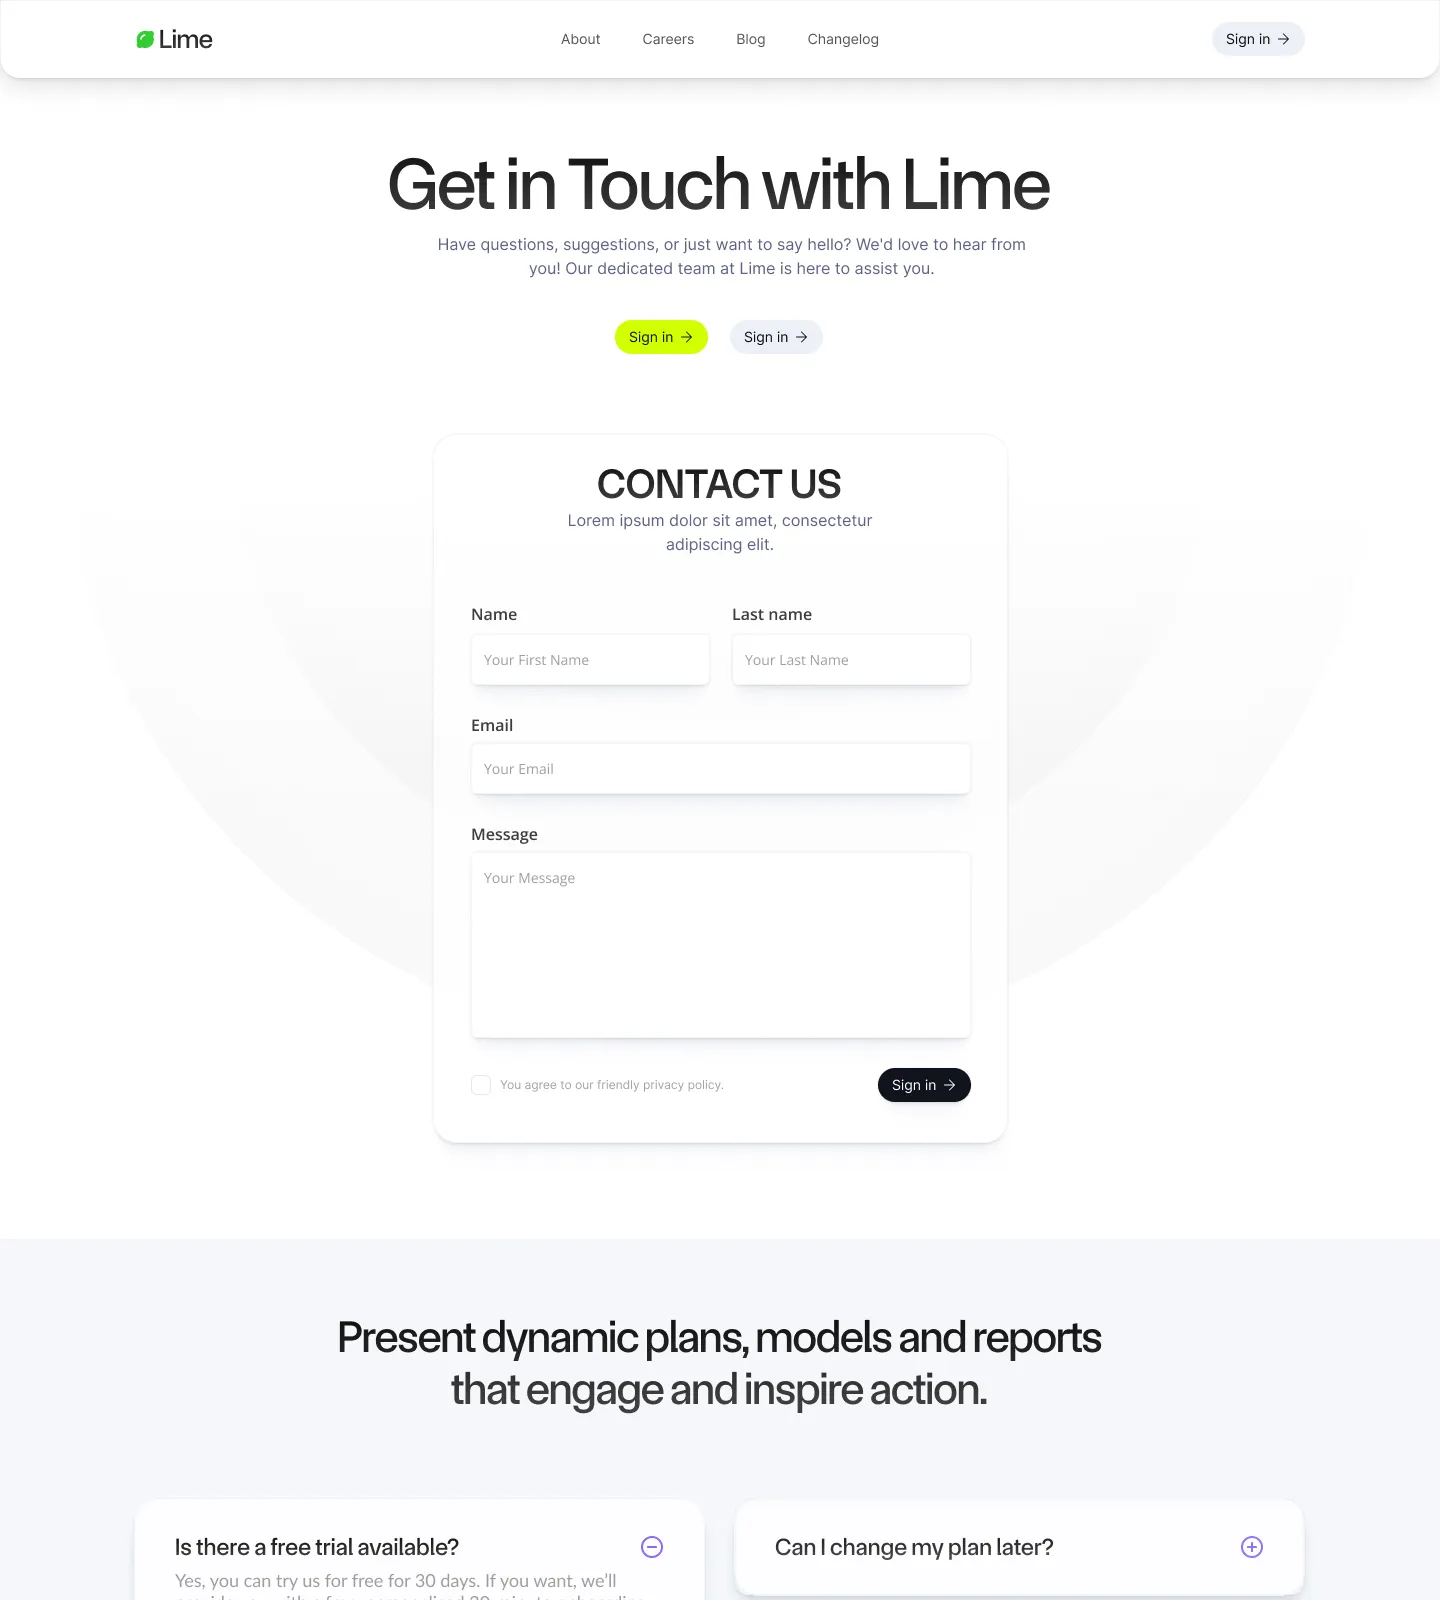 Lime
About
Careers
Blog
Changelog
Sign in
Get in Touch with Lime
Have questions, suggestions, or just want to say hello? We'd love to hear from
you! Our dedicated team at Lime is here to assist you.
Sign in
Sign in
CONTACT US
Lorem ipsum dolor sit amet, consectetur
adipiscing elit.
Name
Last name
Your First Name
Your Last Name
Email
Your Email
Message
Your Message
You agree to our friendly privacy policy.
Sign in
Present dynamic plans, models and reports
that engage and inspire action.
Is there a free trial available?
Yes, you can try us for free for 30 days. If you want, we'll
Can I change my plan later?